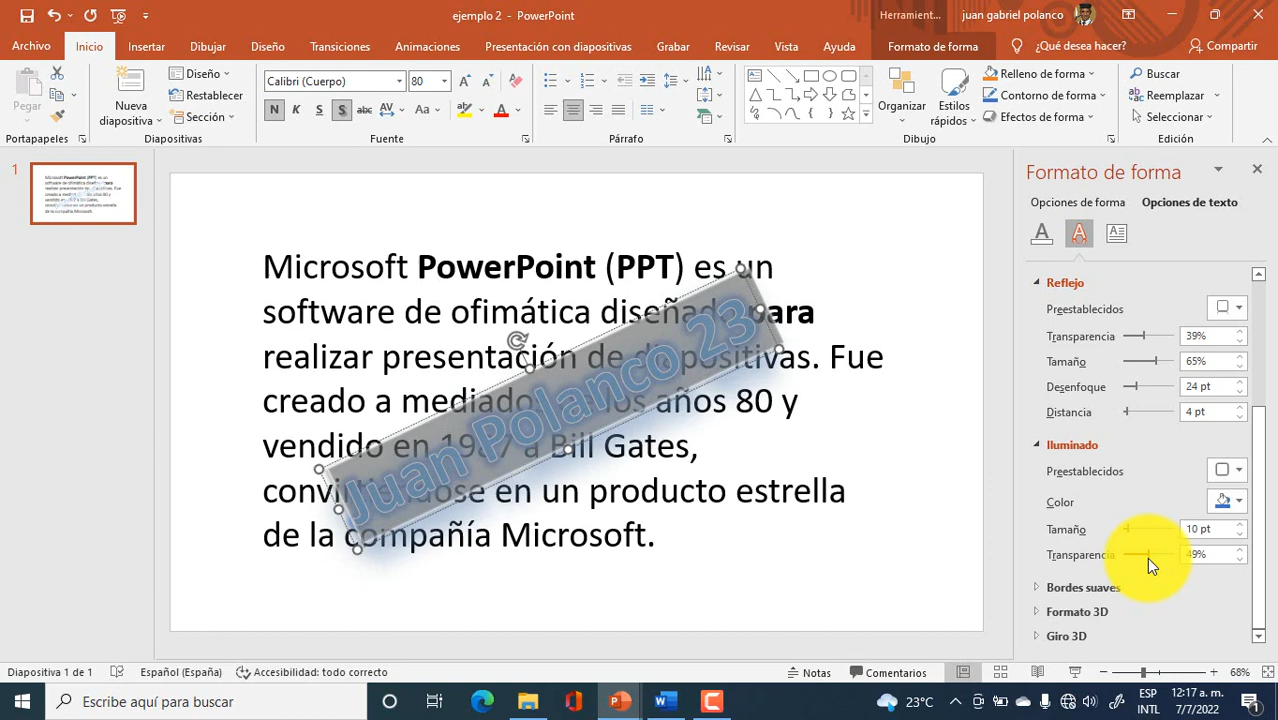 ejemplo 2 - PowerPoint
Herramient...
juan gabriel polanco
Archivo
Inicio
Insertar
Dibujar
Diseño
Transiciones
Animaciones
Presentación con diapositivas
Grabar
Revisar
Vista
Ayuda
Formato de forma
¿Qué desea hacer?
Compartir
Pegar
Portapapeles
Nueva
diapositiva
Diseño
Restablecer
Sección
Diapositivas
Calibri (Cuerpo)
80
N K S S abc AV Aa A
Fuente
Párrafo
Organizar
Estilos
rápidos
Relleno de forma
Contorno de forma
Efectos de forma
Dibujo
Buscar
Reemplazar
Seleccionar
Edición
1
Microsoft PowerPoint (PPT) es un
software de ofimática diseñado para
realizar presentación de diapositivas. Fue
creado a mediados de los años 80 y
vendido en 1987 a Bill Gates,
convirtiéndose en un producto estrella
de la compañía Microsoft.
Juan Polanco 23
Formato de forma
Opciones de forma
Opciones de texto
Reflejo
Preestablecidos
Transparencia 39%
Tamaño 65%
Desenfoque 24 pt
Distancia 4 pt
Iluminado
Preestablecidos
Color
Tamaño 10 pt
Transparencia 49%
Bordes suaves
Formato 3D
Giro 3D
Diapositiva 1 de 1
Español (España)
Accesibilidad: todo correcto
Notas
Comentarios
68%
Escribe aquí para buscar
23°C
ESP
INTL
12:17 a. m.
7/7/2022
1